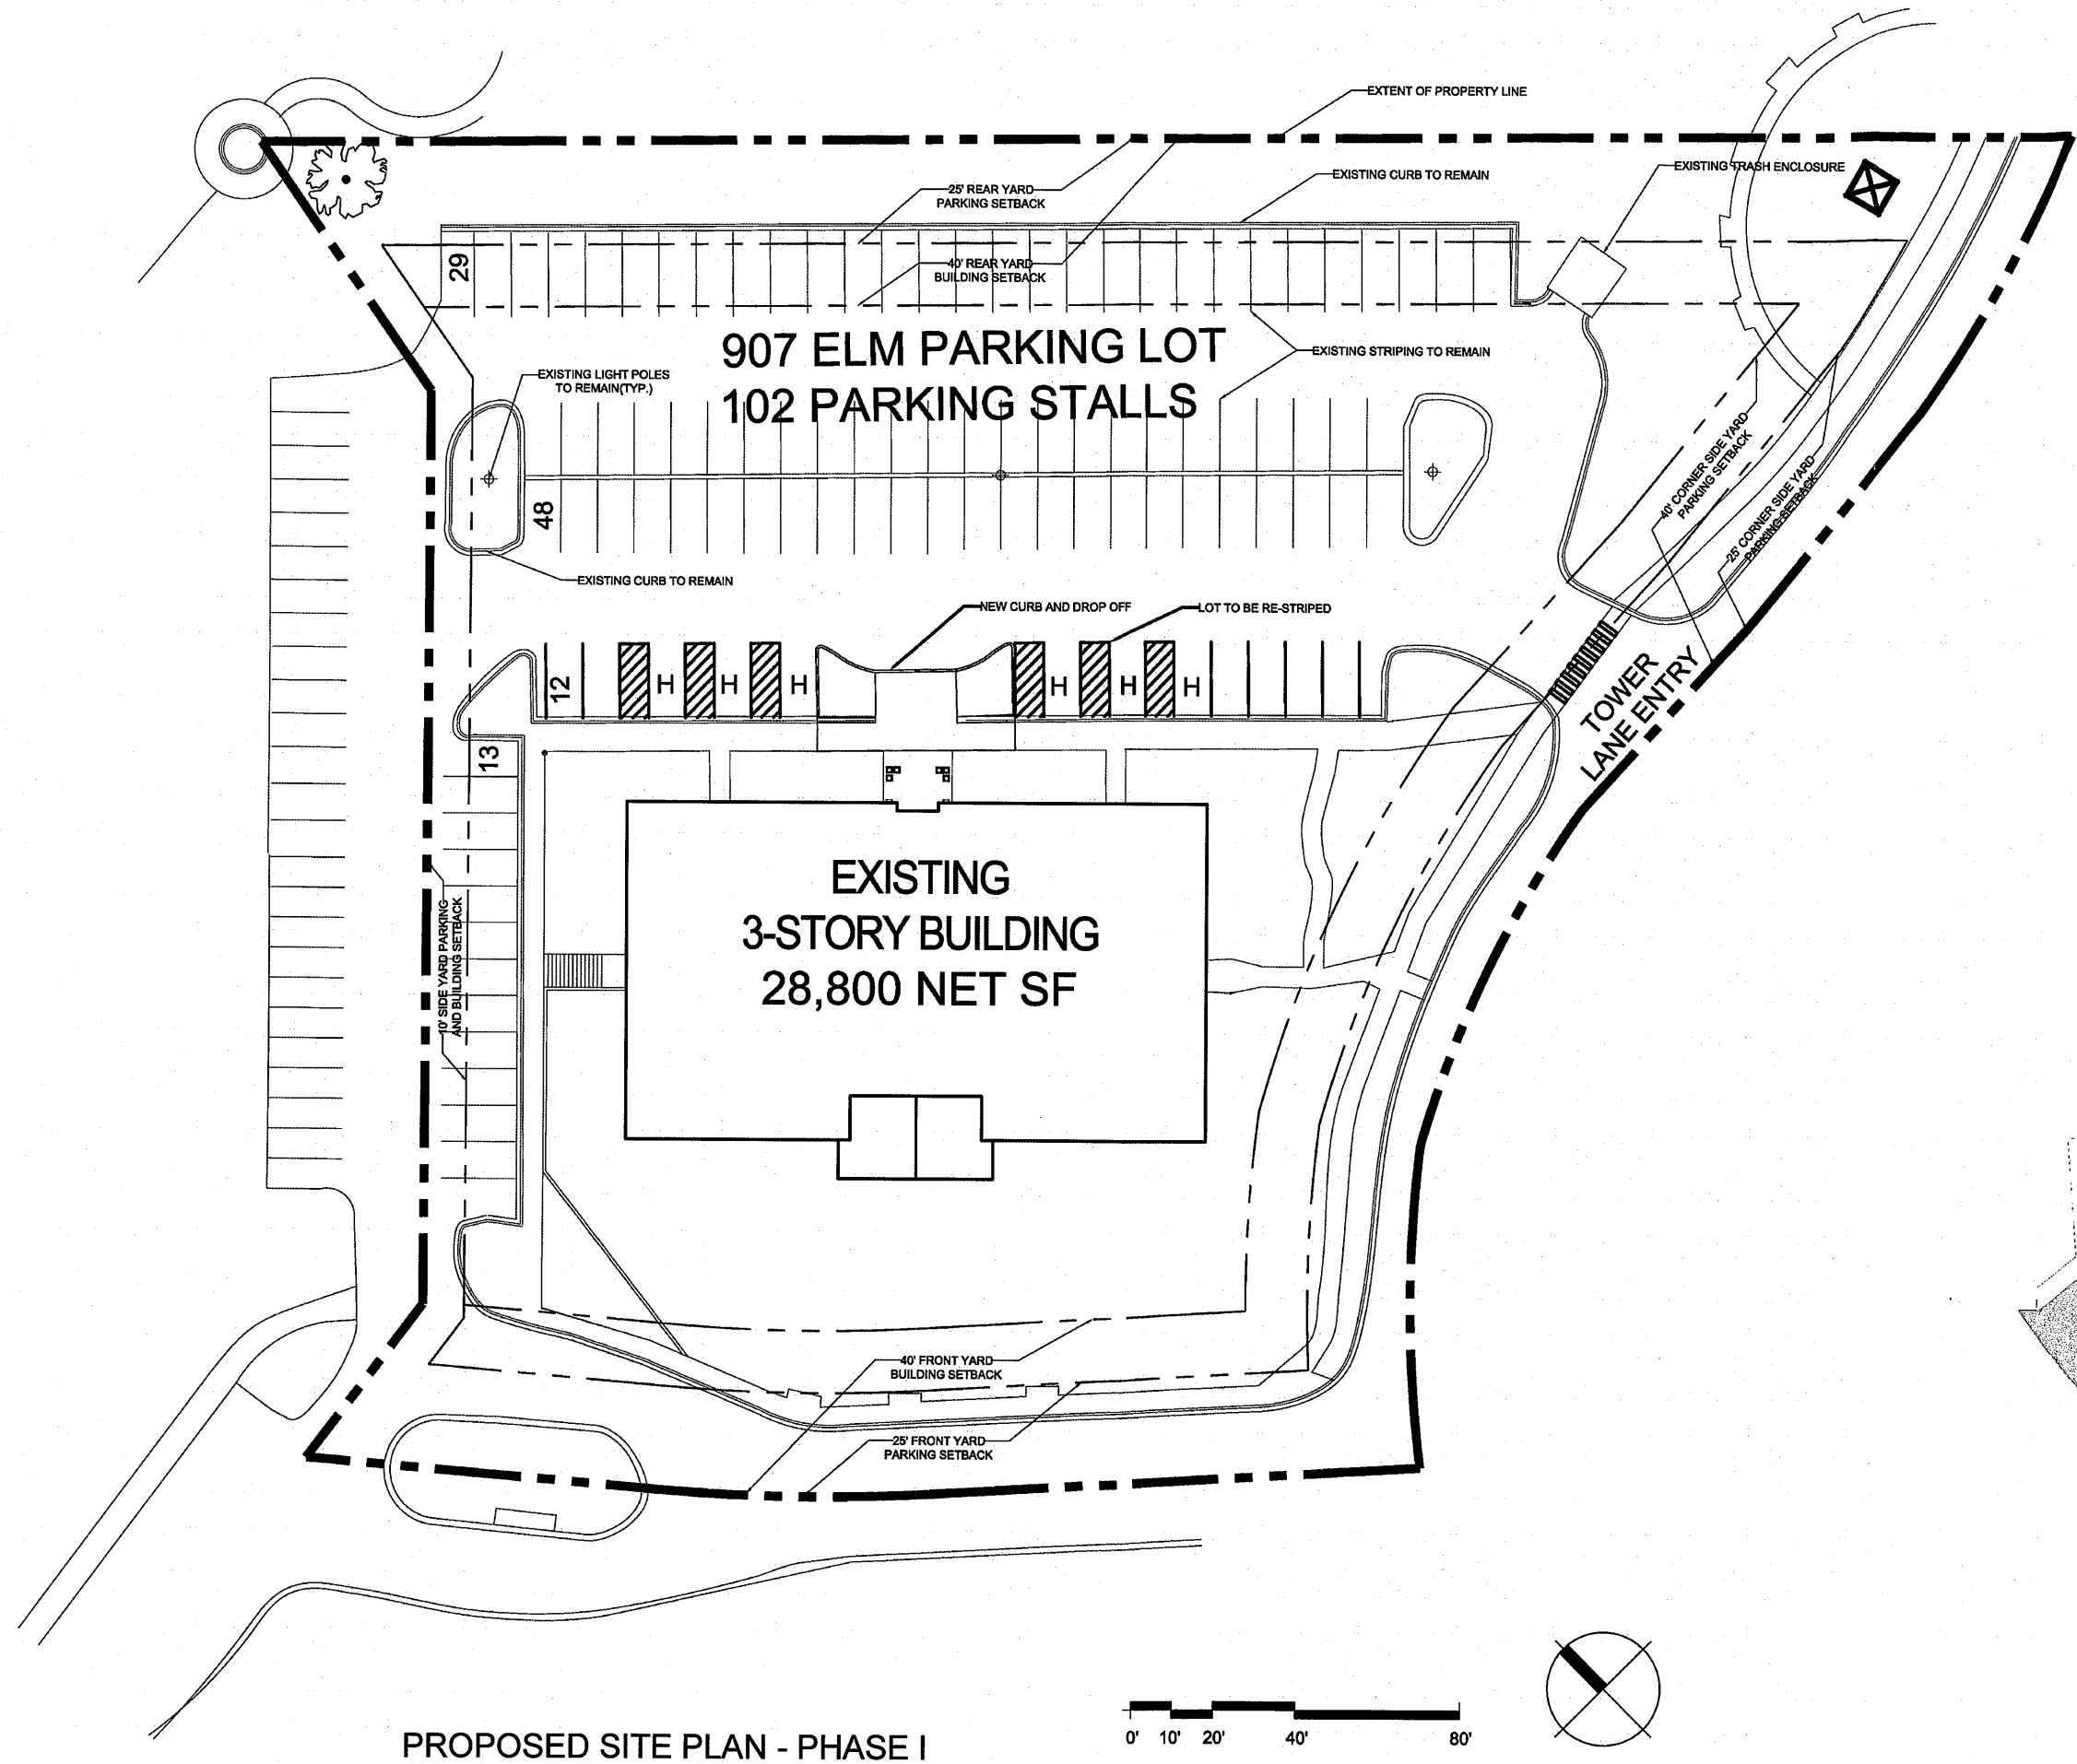 EXTENT OF PROPERTY LINE
EXISTING TRASH ENCLOSURE
EXISTING CURB TO REMAIN
25' REAR YARD
PARKING SETBACK
29
40' REAR YARD
BUILDING SETBACK
907 ELM PARKING LOT
102 PARKING STALLS
EXISTING STRIPING TO REMAIN
EXISTING LIGHT POLES
TO REMAIN(TYP.)
40' CORNER SIDE YARD
PARKING SETBACK
25' CORNER SIDE YARD
PARKING SETBACK
48
EXISTING CURB TO REMAIN
NEW CURB AND DROP OFF
LOT TO BE RE-STRIPED
12
H
H
H
H
H
H
TOWER
LANE ENTRY
13
EXISTING
3-STORY BUILDING
28,800 NET SF
10' SIDE YARD PARKING
AND BUILDING SETBACK
40' FRONT YARD
BUILDING SETBACK
25' FRONT YARD
PARKING SETBACK
0' 10' 20' 40' 80'
PROPOSED SITE PLAN - PHASE I